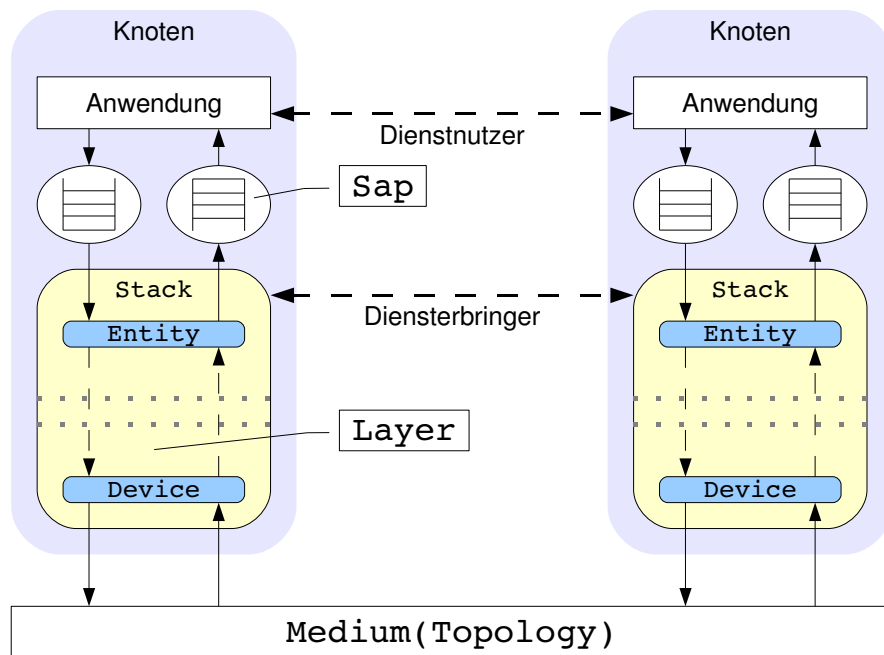 Knoten
Knoten
Anwendung
Anwendung
Dienstnutzer
Sap
Stack
Stack
Diensterbringer
Entity
Entity
Layer
Device
Device
Medium(Topology)